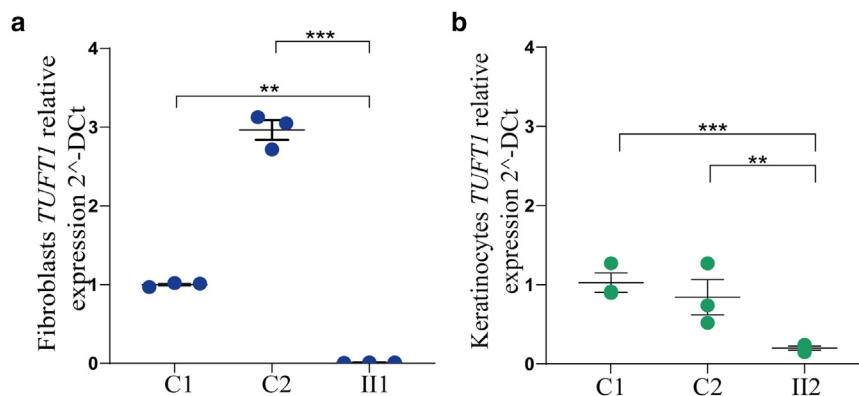 a
Fibroblasts TUFT1 relative
expression 2^-DCt
4
3
2
1
0
***
**
C1 C2 II1
b
Keratinocytes TUFT1 relative
expression 2^-DCt
4
3
2
1
0
***
**
C1 C2 II2